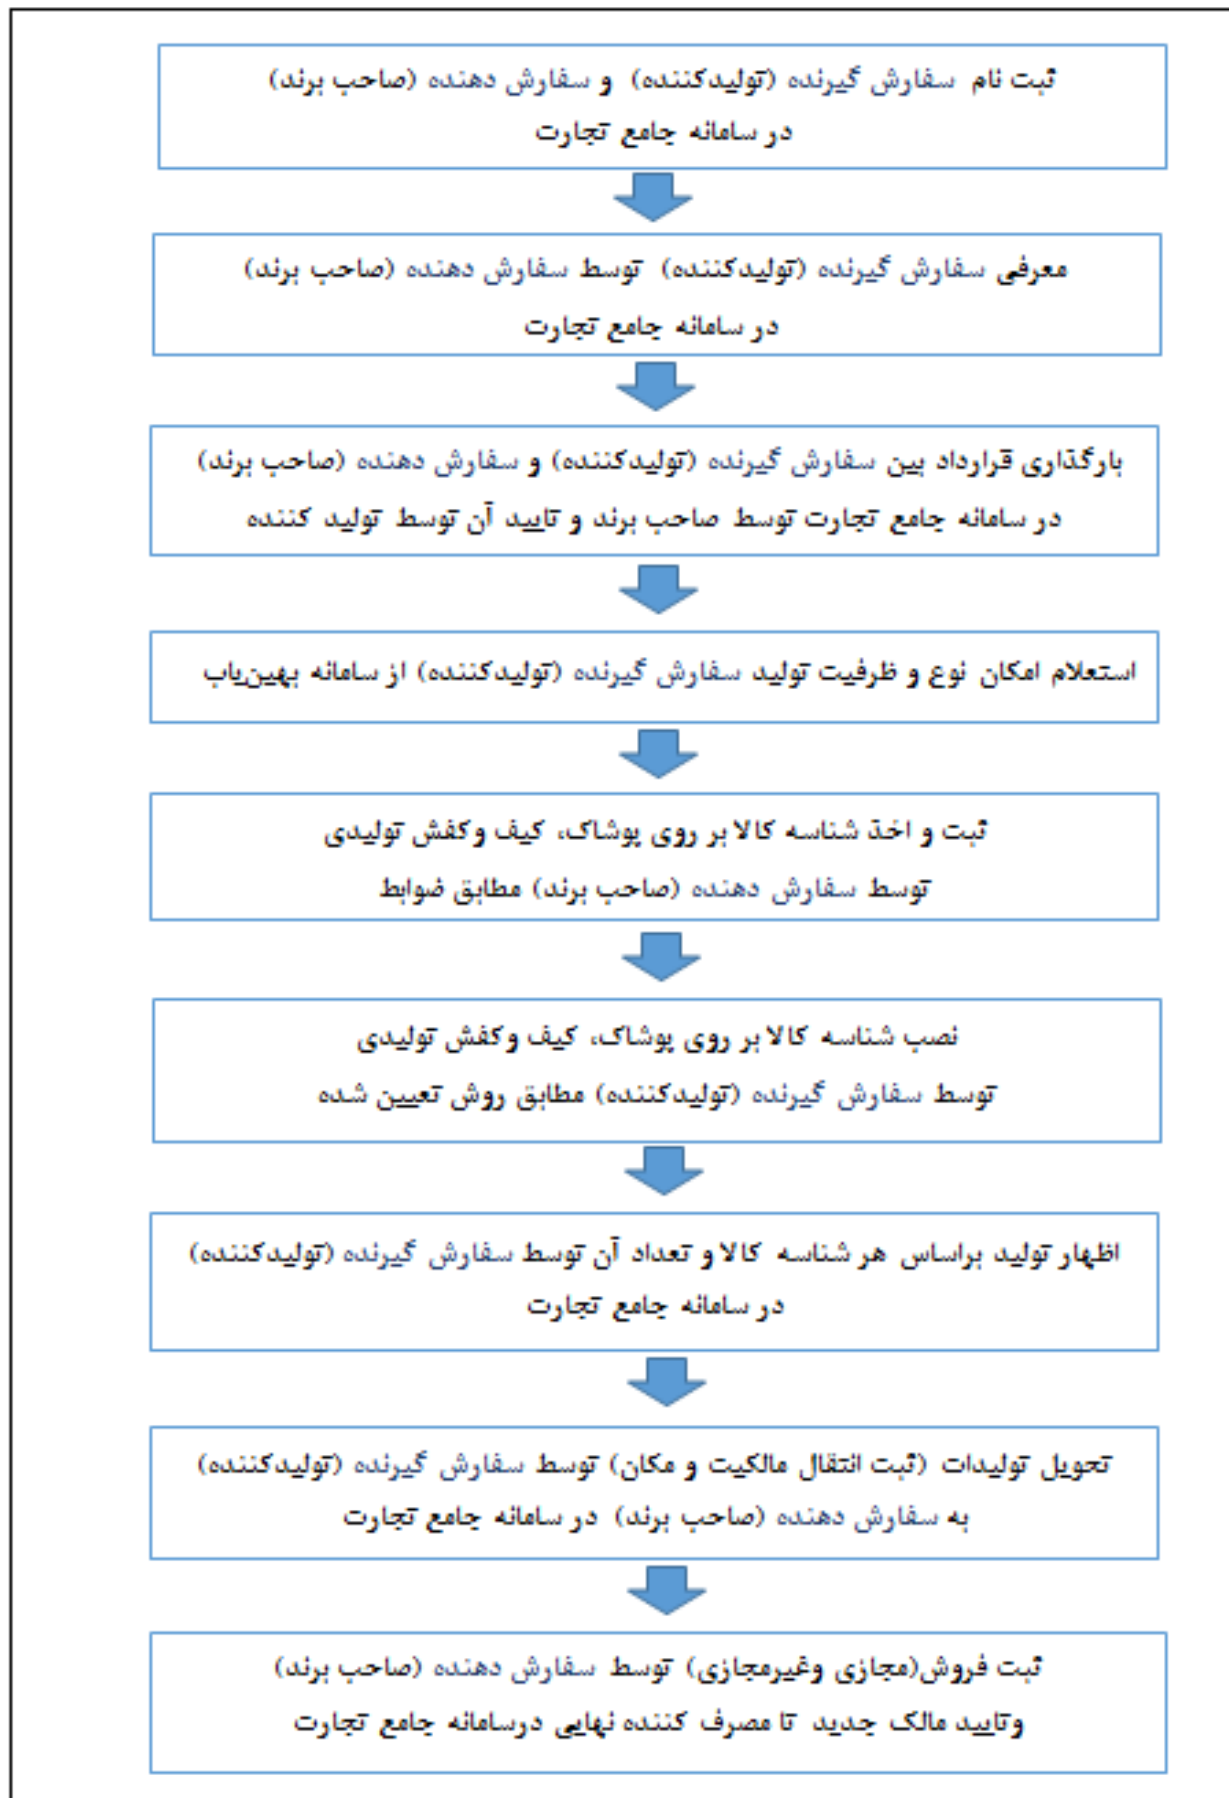 ثبت نام سفارش گیرنده (تولیدکننده) و سفارش دهنده (صاحب برند)
در سامانه جامع تجارت
معرفی سفارش گیرنده (تولیدکننده) توسط سفارش دهنده (صاحب برند)
در سامانه جامع تجارت
بارگذاری قرارداد بین سفارش گیرنده (تولیدکننده) و سفارش دهنده (صاحب برند)
در سامانه جامع تجارت توسط صاحب برند و تایید آن توسط تولید کننده
استعلام امکان نوع و ظرفیت تولید سفارش گیرنده (تولیدکننده) از سامانه بهین‌یاب
ثبت و اخذ شناسه کالا بر روی پوشاک، کیف وکفش تولیدی
توسط سفارش دهنده (صاحب برند) مطابق ضوابط
نصب شناسه کالا بر روی پوشاک، کیف وکفش تولیدی
توسط سفارش گیرنده (تولیدکننده) مطابق روش تعیین شده
اظهار تولید براساس هر شناسه کالا و تعداد آن توسط سفارش گیرنده (تولیدکننده)
در سامانه جامع تجارت
تحویل تولیدات (ثبت انتقال مالکیت و مکان) توسط سفارش گیرنده (تولیدکننده)
به سفارش دهنده (صاحب برند) در سامانه جامع تجارت
ثبت فروش(مجازی وغیرمجازی) توسط سفارش دهنده (صاحب برند)
وتایید مالک جدید تا مصرف کننده نهایی درسامانه جامع تجارت